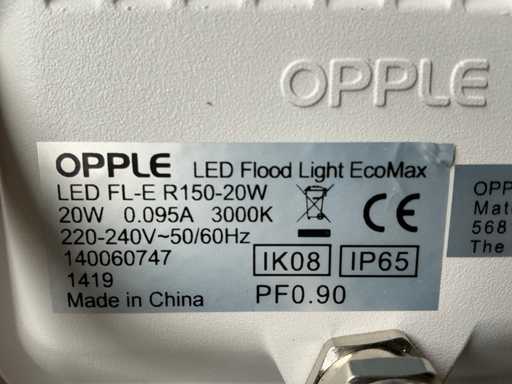 OPPLE
OPPLE LED Flood Light EcoMax
LED FL-E R150-20W
20W 0.095A 3000K
220-240V~50/60Hz
140060747
1419
Made in China
IK08 IP65
PF0.90
CE
OPP
Mate
568
The